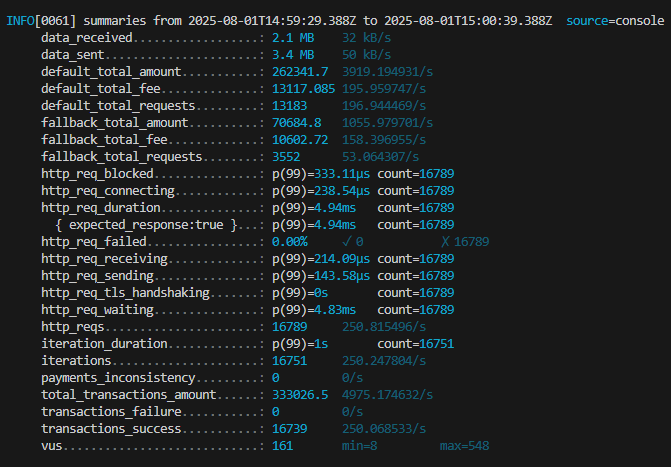 INFO[0061] summaries from 2025-08-01T14:59:29.388Z to 2025-08-01T15:00:39.388Z source=console
data_received..................: 2.1 MB 32 kB/s
data_sent......................: 3.4 MB 50 kB/s
default_total_amount...........: 262341.7 3919.194931/s
default_total_fee..............: 13117.085 195.959747/s
default_total_requests.........: 13183 196.944469/s
fallback_total_amount..........: 70684.8 1055.979701/s
fallback_total_fee.............: 10602.72 158.396955/s
fallback_total_requests........: 3552 53.064307/s
http_req_blocked...............: p(99)=333.11µs count=16789
http_req_connecting............: p(99)=238.54µs count=16789
http_req_duration..............: p(99)=4.94ms count=16789
{ expected_response:true }...: p(99)=4.94ms count=16789
http_req_failed................: 0.00% ✓ 0 ✗ 16789
http_req_receiving.............: p(99)=214.09µs count=16789
http_req_sending...............: p(99)=143.58µs count=16789
http_req_tls_handshaking.......: p(99)=0s count=16789
http_req_waiting...............: p(99)=4.83ms count=16789
http_reqs......................: 16789 250.815496/s
iteration_duration.............: p(99)=1s count=16751
iterations.....................: 16751 250.247804/s
payments_inconsistency.........: 0 0/s
total_transactions_amount......: 333026.5 4975.174632/s
transactions_failure...........: 0 0/s
transactions_success...........: 16739 250.068533/s
vus............................: 161 min=8 max=548